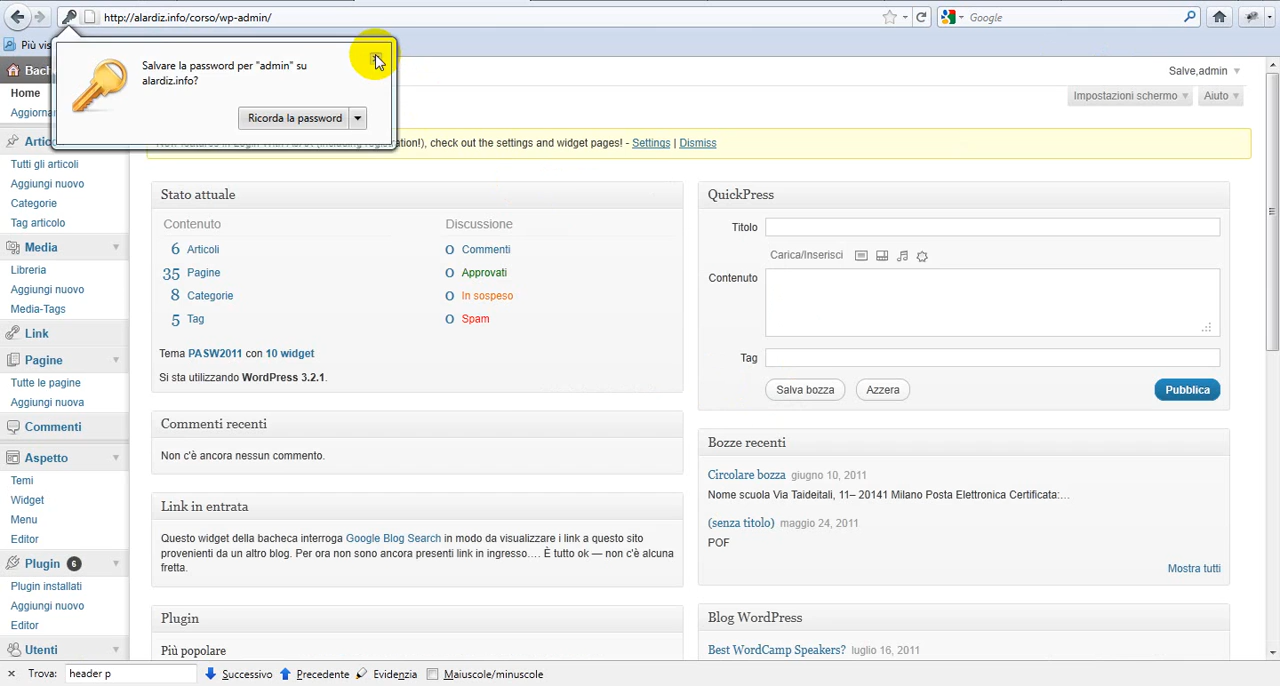 http://alardiz.info/corso/wp-admin/
Google
Più vis
Salvare la password per "admin" su
alardiz.info?
Ricorda la password
Salve,admin
Impostazioni schermo
Aiuto
check out the settings and widget pages! - Settings | Dismiss
Bach
Home
Aggiornar
Artic
Tutti gli articoli
Aggiungi nuovo
Categorie
Tag articolo
Media
Libreria
Aggiungi nuovo
Media-Tags
Link
Pagine
Tutte le pagine
Aggiungi nuova
Commenti
Aspetto
Temi
Widget
Menu
Editor
Plugin 6
Plugin installati
Aggiungi nuovo
Editor
Utenti
Stato attuale
Contenuto
Discussione
6 Articoli
0 Commenti
35 Pagine
0 Approvati
8 Categorie
0 In sospeso
5 Tag
0 Spam
Tema PASW2011 con 10 widget
Si sta utilizzando WordPress 3.2.1.
Commenti recenti
Non c'è ancora nessun commento.
Link in entrata
Questo widget della bacheca interroga Google Blog Search in modo da visualizzare i link a questo sito
provenienti da un altro blog. Per ora non sono ancora presenti link in ingresso.... È tutto ok — non c'è alcuna
fretta.
Plugin
Più popolare
QuickPress
Titolo
Carica/Inserisci
Contenuto
Tag
Salva bozza
Azzera
Pubblica
Bozze recenti
Circolare bozza giugno 10, 2011
Nome scuola Via Taideitali, 11– 20141 Milano Posta Elettronica Certificata:…
(senza titolo) maggio 24, 2011
POF
Mostra tutti
Blog WordPress
Best WordCamp Speakers? luglio 16, 2011
Trova: header p
Successivo
Precedente
Evidenzia
Maiuscole/minuscole